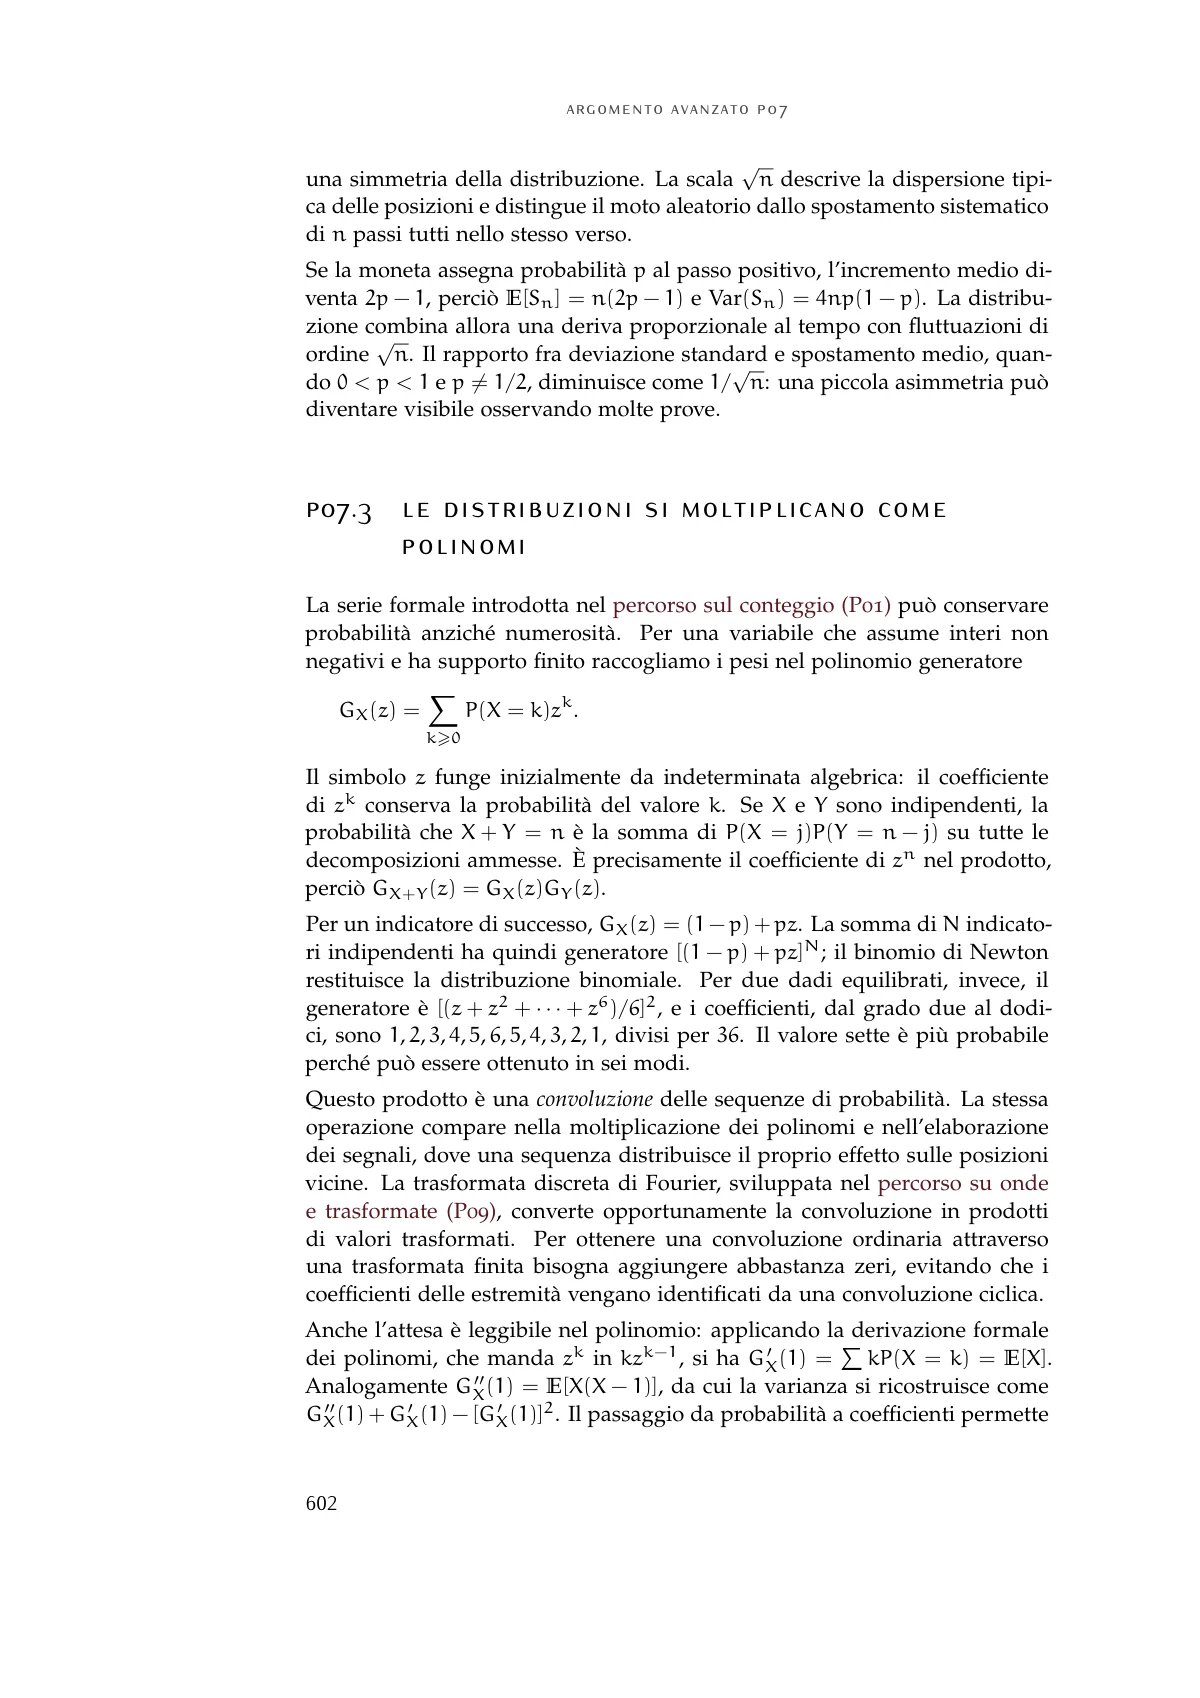 ARGOMENTO AVANZATO P07
una simmetria della distribuzione. La scala √n descrive la dispersione tipi-
ca delle posizioni e distingue il moto aleatorio dallo spostamento sistematico
di n passi tutti nello stesso verso.
Se la moneta assegna probabilità p al passo positivo, l'incremento medio di-
venta 2p − 1, perciò 𝔼[Sₙ] = n(2p − 1) e Var(Sₙ) = 4np(1 − p). La distribu-
zione combina allora una deriva proporzionale al tempo con fluttuazioni di
ordine √n. Il rapporto fra deviazione standard e spostamento medio, quan-
do 0 < p < 1 e p ≠ 1/2, diminuisce come 1/√n: una piccola asimmetria può
diventare visibile osservando molte prove.
P07.3 LE DISTRIBUZIONI SI MOLTIPLICANO COME
POLINOMI
La serie formale introdotta nel percorso sul conteggio (P01) può conservare
probabilità anziché numerosità. Per una variabile che assume interi non
negativi e ha supporto finito raccogliamo i pesi nel polinomio generatore
G_X(z) = ∑_{k⩾0} P(X = k)z^k.
Il simbolo z funge inizialmente da indeterminata algebrica: il coefficiente
di z^k conserva la probabilità del valore k. Se X e Y sono indipendenti, la
probabilità che X + Y = n è la somma di P(X = j)P(Y = n − j) su tutte le
decomposizioni ammesse. È precisamente il coefficiente di z^n nel prodotto,
perciò G_{X+Y}(z) = G_X(z)G_Y(z).
Per un indicatore di successo, G_X(z) = (1 − p) + pz. La somma di N indicato-
ri indipendenti ha quindi generatore [(1 − p) + pz]^N; il binomio di Newton
restituisce la distribuzione binomiale. Per due dadi equilibrati, invece, il
generatore è [(z + z² + · · · + z⁶)/6]², e i coefficienti, dal grado due al dodi-
ci, sono 1, 2, 3, 4, 5, 6, 5, 4, 3, 2, 1, divisi per 36. Il valore sette è più probabile
perché può essere ottenuto in sei modi.
Questo prodotto è una convoluzione delle sequenze di probabilità. La stessa
operazione compare nella moltiplicazione dei polinomi e nell'elaborazione
dei segnali, dove una sequenza distribuisce il proprio effetto sulle posizioni
vicine. La trasformata discreta di Fourier, sviluppata nel percorso su onde
e trasformate (P09), converte opportunamente la convoluzione in prodotti
di valori trasformati. Per ottenere una convoluzione ordinaria attraverso
una trasformata finita bisogna aggiungere abbastanza zeri, evitando che i
coefficienti delle estremità vengano identificati da una convoluzione ciclica.
Anche l'attesa è leggibile nel polinomio: applicando la derivazione formale
dei polinomi, che manda z^k in kz^{k−1}, si ha G′_X(1) = ∑ kP(X = k) = 𝔼[X].
Analogamente G″_X(1) = 𝔼[X(X − 1)], da cui la varianza si ricostruisce come
G″_X(1) + G′_X(1) − [G′_X(1)]². Il passaggio da probabilità a coefficienti permette
602